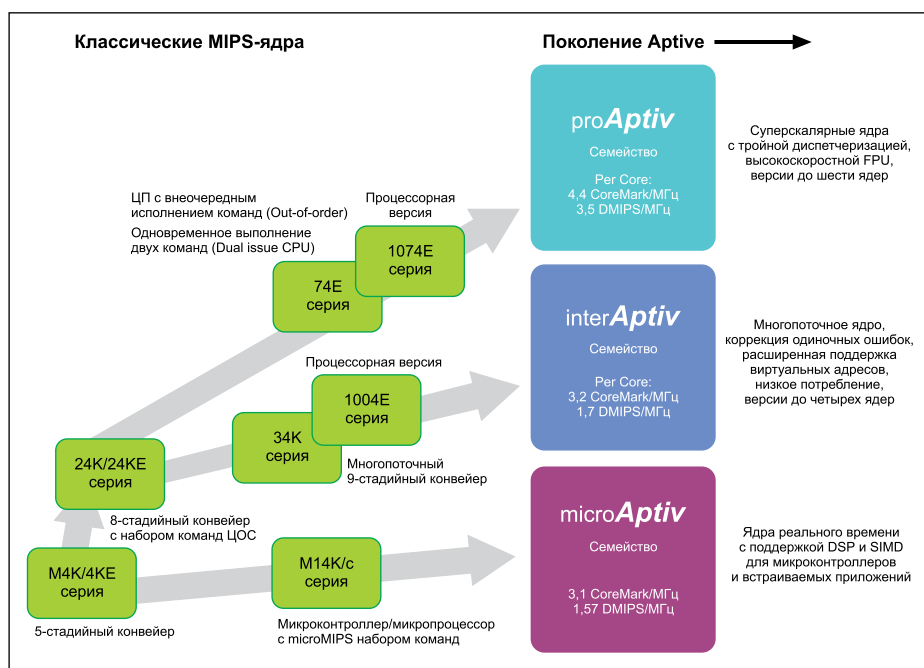 Классические MIPS-ядра
Поколение Aptive
proAptiv
Семейство
Per Core:
4,4 CoreMark/МГц
3,5 DMIPS/МГц
Суперскалярные ядра
с тройной диспетчеризацией,
высокоскоростной FPU,
версии до шести ядер
ЦП с внеочередным
исполнением команд (Out-of-order)
Одновременное выполнение
двух команд (Dual issue CPU)
Процессорная
версия
1074E
серия
74E
серия
interAptiv
Семейство
Per Core:
3,2 CoreMark/МГц
1,7 DMIPS/МГц
Многопоточное ядро,
коррекция одиночных ошибок,
расширенная поддержка
виртуальных адресов,
низкое потребление,
версии до четырех ядер
Процессорная версия
1004E
серия
34K
серия
Многопоточный
9-стадийный конвейер
24K/24KE
серия
8-стадийный конвейер
с набором команд ЦОС
microAptiv
Семейство
3,1 CoreMark/МГц
1,57 DMIPS/МГц
Ядра реального времени
с поддержкой DSP и SIMD
для микроконтроллеров
и встраиваемых приложений
M4K/4KE
серия
5-стадийный конвейер
M14K/c
серия
Микроконтроллер/микропроцессор
с microMIPS набором команд